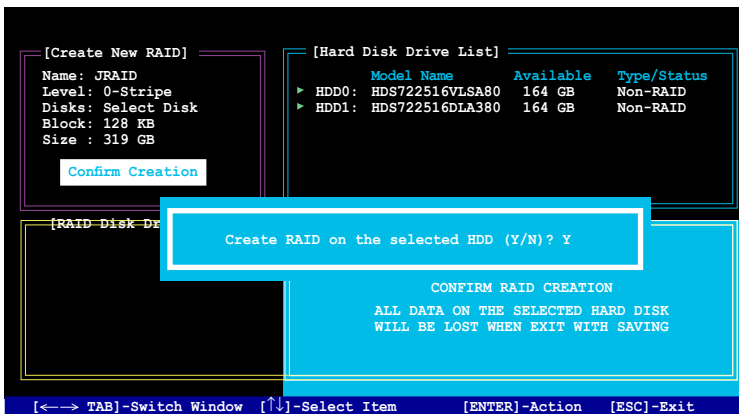 [Create New RAID]
Name: JRAID
Level: 0-Stripe
Disks: Select Disk
Block: 128 KB
Size : 319 GB
Confirm Creation
[Hard Disk Drive List]
Model Name Available Type/Status
HDD0: HDS722516VLSA80 164 GB Non-RAID
HDD1: HDS722516DLA380 164 GB Non-RAID
[RAID Disk Dr
Create RAID on the selected HDD (Y/N)? Y
CONFIRM RAID CREATION
ALL DATA ON THE SELECTED HARD DISK
WILL BE LOST WHEN EXIT WITH SAVING
[←→ TAB]-Switch Window [↑↓]-Select Item [ENTER]-Action [ESC]-Exit